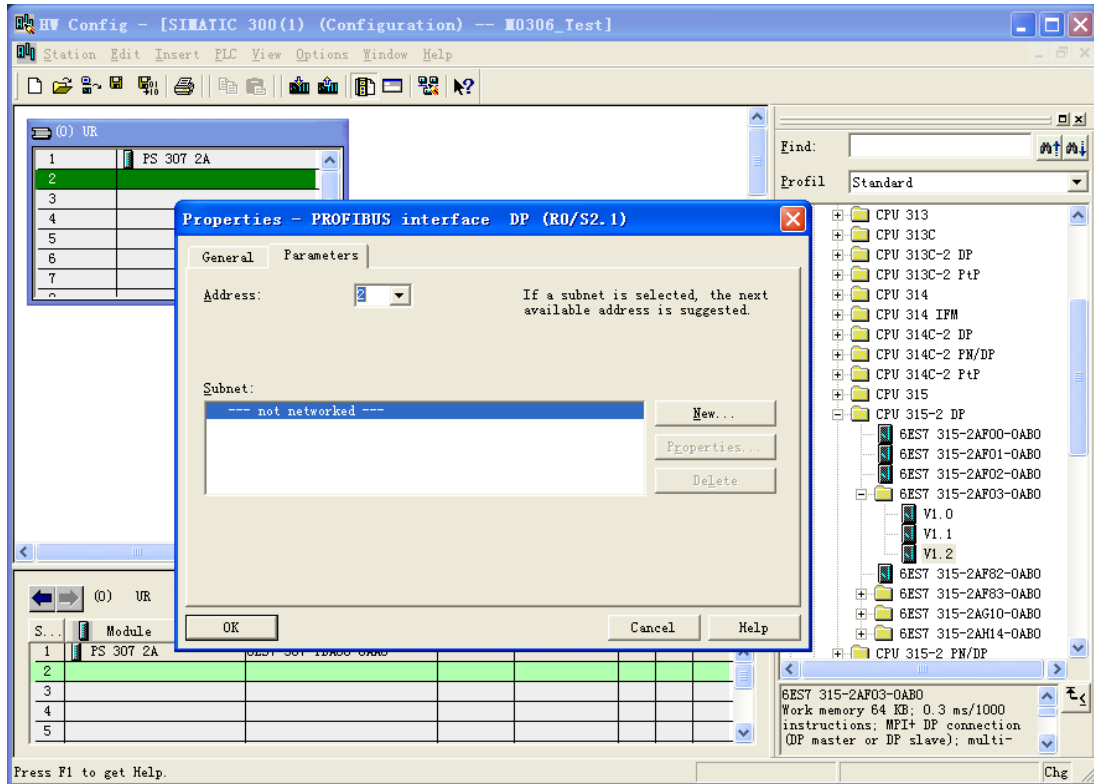 HW Config - [SIMATIC 300(1) (Configuration) -- M0306_Test]
Station Edit Insert PLC View Options Window Help
(0) UR
1 PS 307 2A
2
3
4
5
6
7
Properties - PROFIBUS interface DP (R0/S2.1)
General Parameters
Address: 2
If a subnet is selected, the next
available address is suggested.
Subnet:
--- not networked ---
New...
Properties...
Delete
OK Cancel Help
Find:
Profil Standard
CPU 313
CPU 313C
CPU 313C-2 DP
CPU 313C-2 PtP
CPU 314
CPU 314 IFM
CPU 314C-2 DP
CPU 314C-2 PN/DP
CPU 314C-2 PtP
CPU 315
CPU 315-2 DP
6ES7 315-2AF00-0AB0
6ES7 315-2AF01-0AB0
6ES7 315-2AF02-0AB0
6ES7 315-2AF03-0AB0
V1.0
V1.1
V1.2
6ES7 315-2AF82-0AB0
6ES7 315-2AF83-0AB0
6ES7 315-2AG10-0AB0
6ES7 315-2AH14-0AB0
CPU 315-2 PN/DP
6ES7 315-2AF03-0AB0
Work memory 64 KB; 0.3 ms/1000
instructions; MPI+ DP connection
(DP master or DP slave); multi-
(0) UR
S... Module
1 PS 307 2A
2
3
4
5
Press F1 to get Help.
Chg